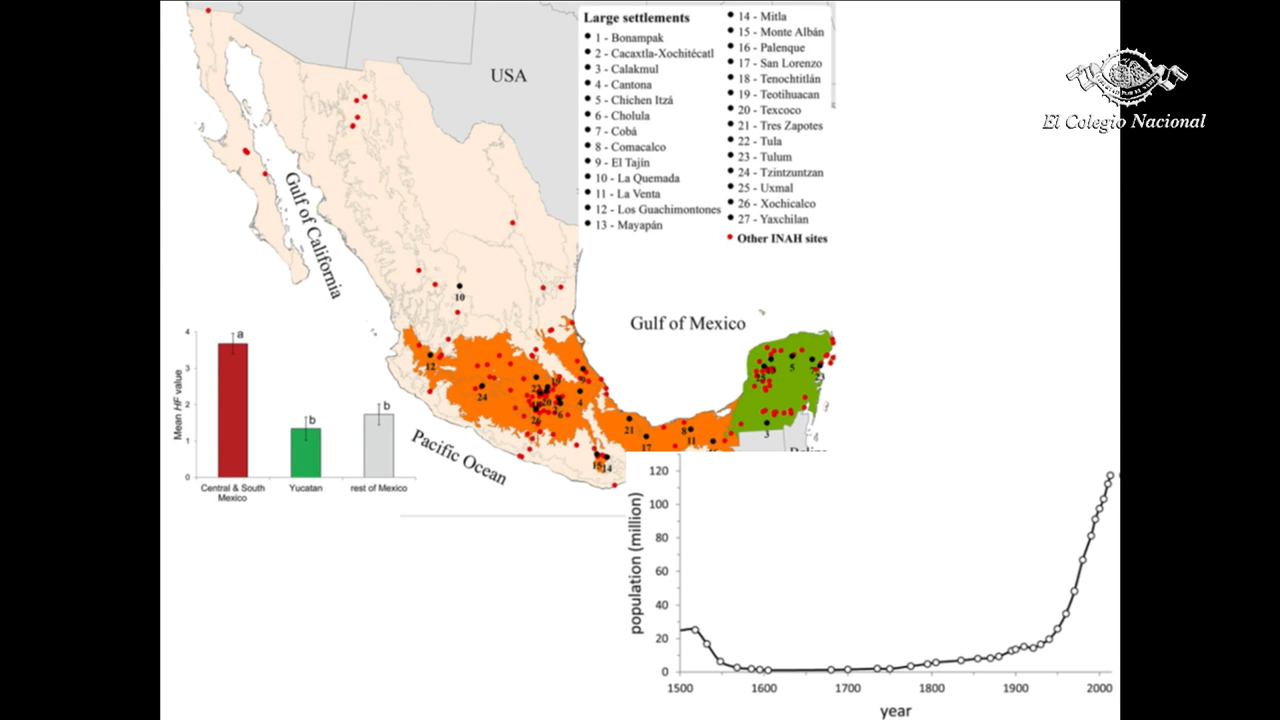 Large settlements
1 - Bonampak
2 - Cacaxtla-Xochitécatl
3 - Calakmul
4 - Cantona
5 - Chichen Itzá
6 - Cholula
7 - Cobá
8 - Comacalco
9 - El Tajín
10 - La Quemada
11 - La Venta
12 - Los Guachimontones
13 - Mayapán
14 - Mitla
15 - Monte Albán
16 - Palenque
17 - San Lorenzo
18 - Tenochtitlán
19 - Teotihuacan
20 - Texcoco
21 - Tres Zapotes
22 - Tula
23 - Tulum
24 - Tzintzuntzan
25 - Uxmal
26 - Xochicalco
27 - Yaxchilan
Other INAH sites
El Colegio Nacional
USA
Gulf of California
Gulf of Mexico
Pacific Ocean
10
12
24
4
21
17
8
11
5
23
3
14
Mean HF value
4
3
2
1
0
a
b
b
Central & South
Mexico
Yucatan
rest of Mexico
population (million)
120
100
80
60
40
20
0
1500
1600
1700
1800
1900
2000
year